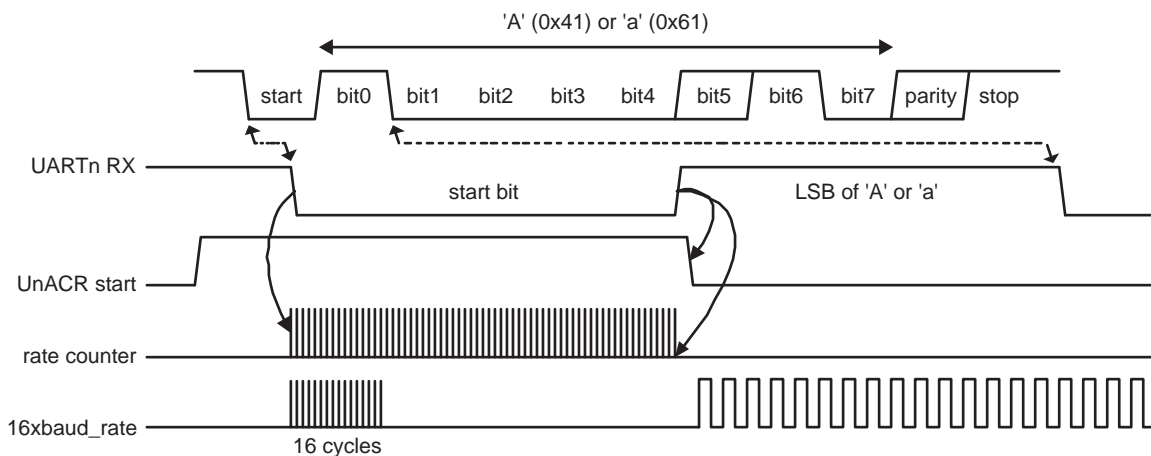 'A' (0x41) or 'a' (0x61)
start bit0 bit1 bit2 bit3 bit4 bit5 bit6 bit7 parity stop
UARTn RX
start bit
LSB of 'A' or 'a'
UnACR start
rate counter
16xbaud_rate
16 cycles